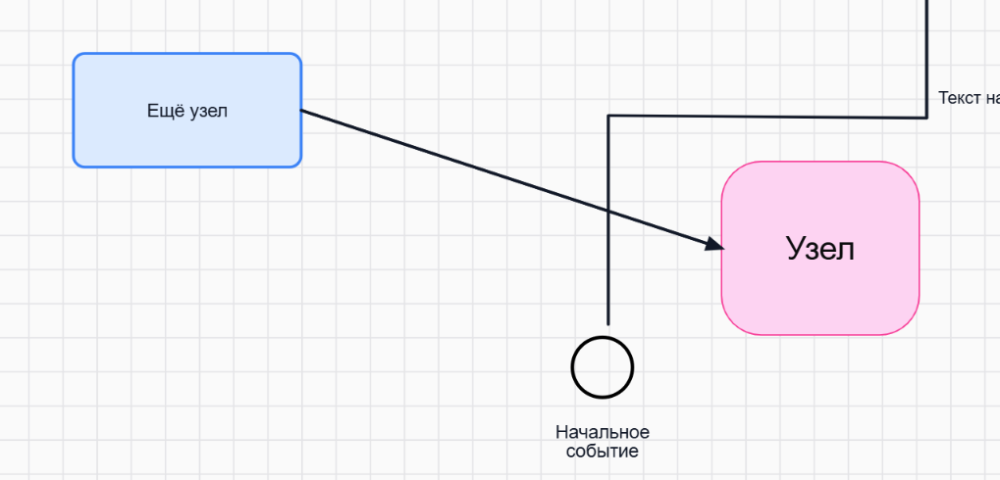 Ещё узел
Текст на
Узел
Начальное
событие